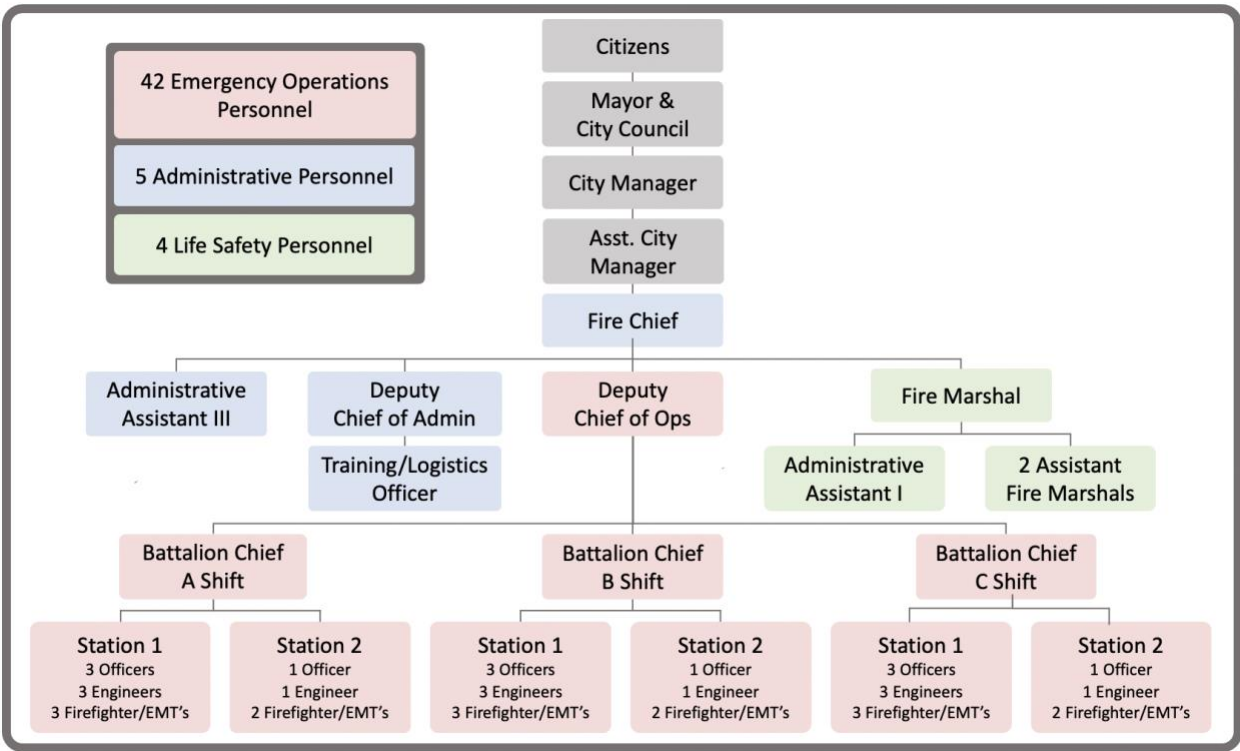 42 Emergency Operations
Personnel
5 Administrative Personnel
4 Life Safety Personnel
Citizens
Mayor &
City Council
City Manager
Asst. City
Manager
Fire Chief
Administrative
Assistant III
Deputy
Chief of Admin
Deputy
Chief of Ops
Fire Marshal
Training/Logistics
Officer
Administrative
Assistant I
2 Assistant
Fire Marshals
Battalion Chief
A Shift
Battalion Chief
B Shift
Battalion Chief
C Shift
Station 1
3 Officers
3 Engineers
3 Firefighter/EMT's
Station 2
1 Officer
1 Engineer
2 Firefighter/EMT's
Station 1
3 Officers
3 Engineers
3 Firefighter/EMT's
Station 2
1 Officer
1 Engineer
2 Firefighter/EMT's
Station 1
3 Officers
3 Engineers
3 Firefighter/EMT's
Station 2
1 Officer
1 Engineer
2 Firefighter/EMT's